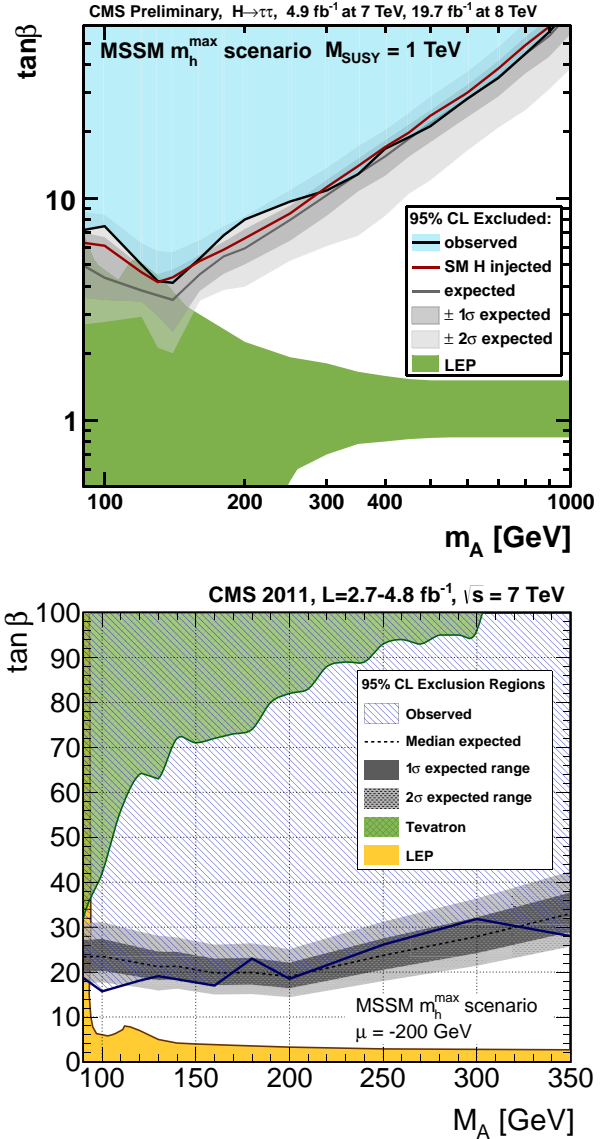 CMS Preliminary, H→ττ, 4.9 fb⁻¹ at 7 TeV, 19.7 fb⁻¹ at 8 TeV
tanβ
MSSM m_h^max scenario M_SUSY = 1 TeV
10
1
95% CL Excluded:
observed
SM H injected
expected
± 1σ expected
± 2σ expected
LEP
100 200 300 400 1000
m_A [GeV]
CMS 2011, L=2.7-4.8 fb⁻¹, √s = 7 TeV
tan β
100
90
80
70
60
50
40
30
20
10
0
95% CL Exclusion Regions
Observed
Median expected
1σ expected range
2σ expected range
Tevatron
LEP
MSSM m_h^max scenario
μ = -200 GeV
100 150 200 250 300 350
M_A [GeV]